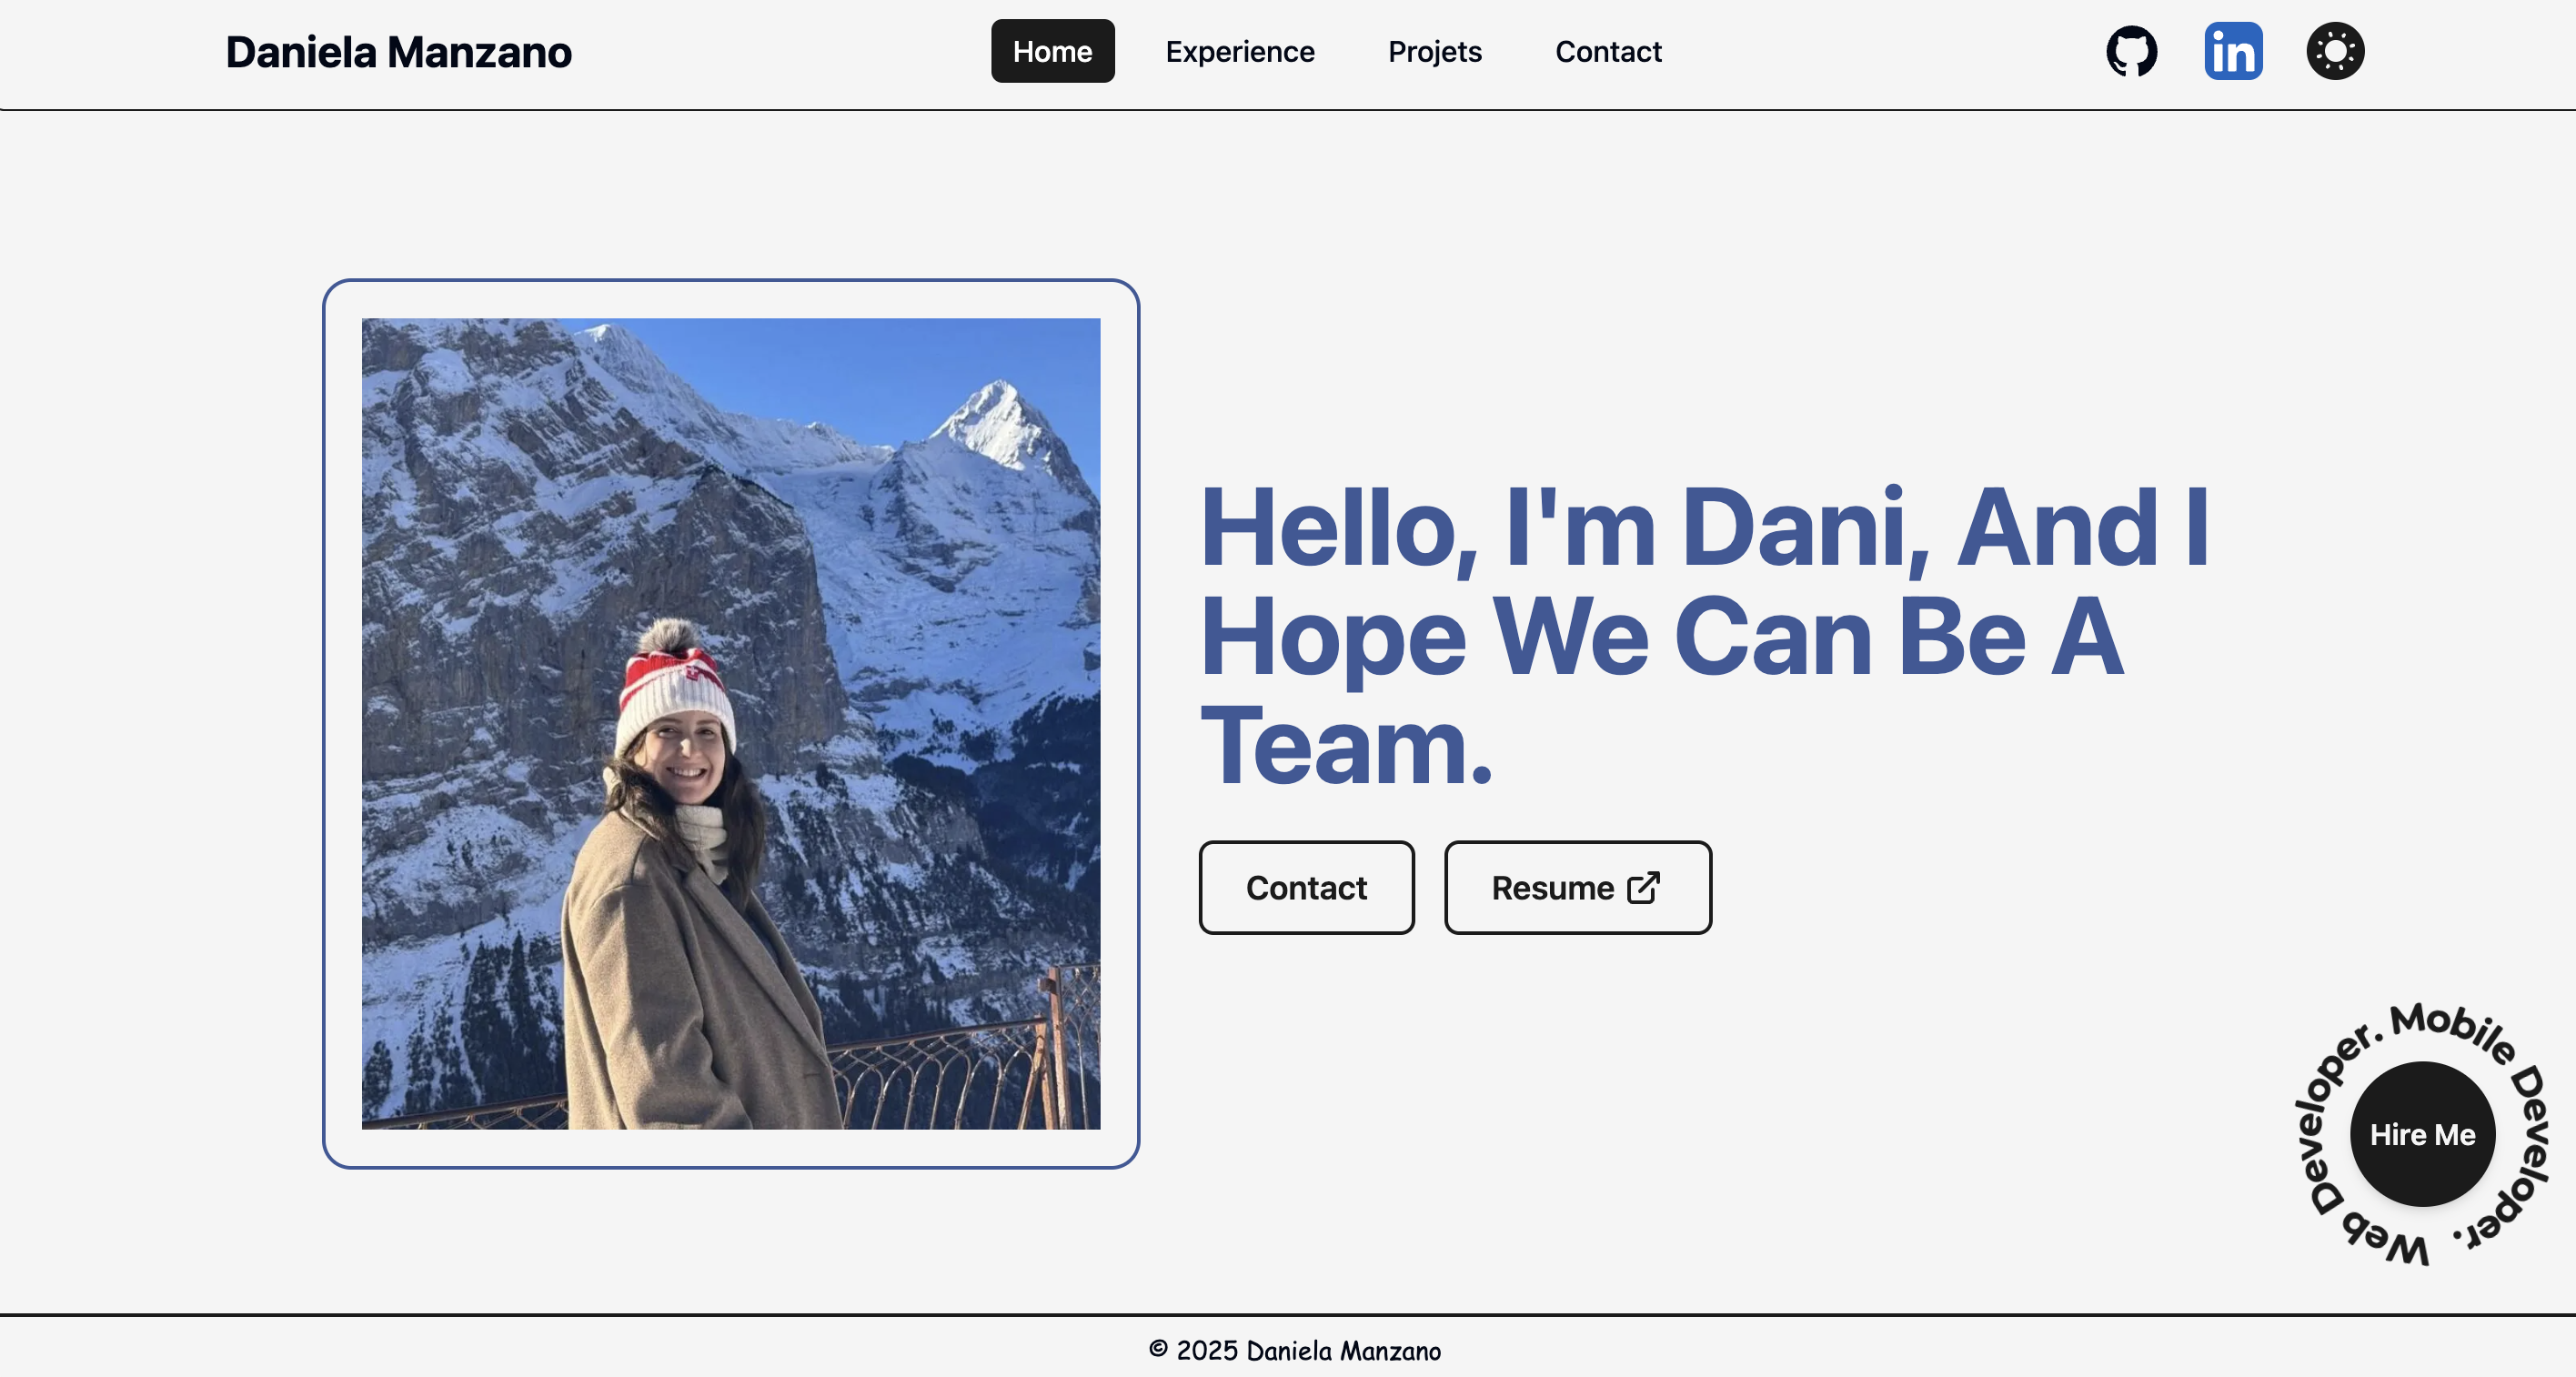 Daniela Manzano
Home
Experience
Projets
Contact
in
Hello, I'm Dani, And I
Hope We Can Be A
Team.
Contact
Resume
Web Developer. Mobile Developer.
Hire Me
© 2025 Daniela Manzano